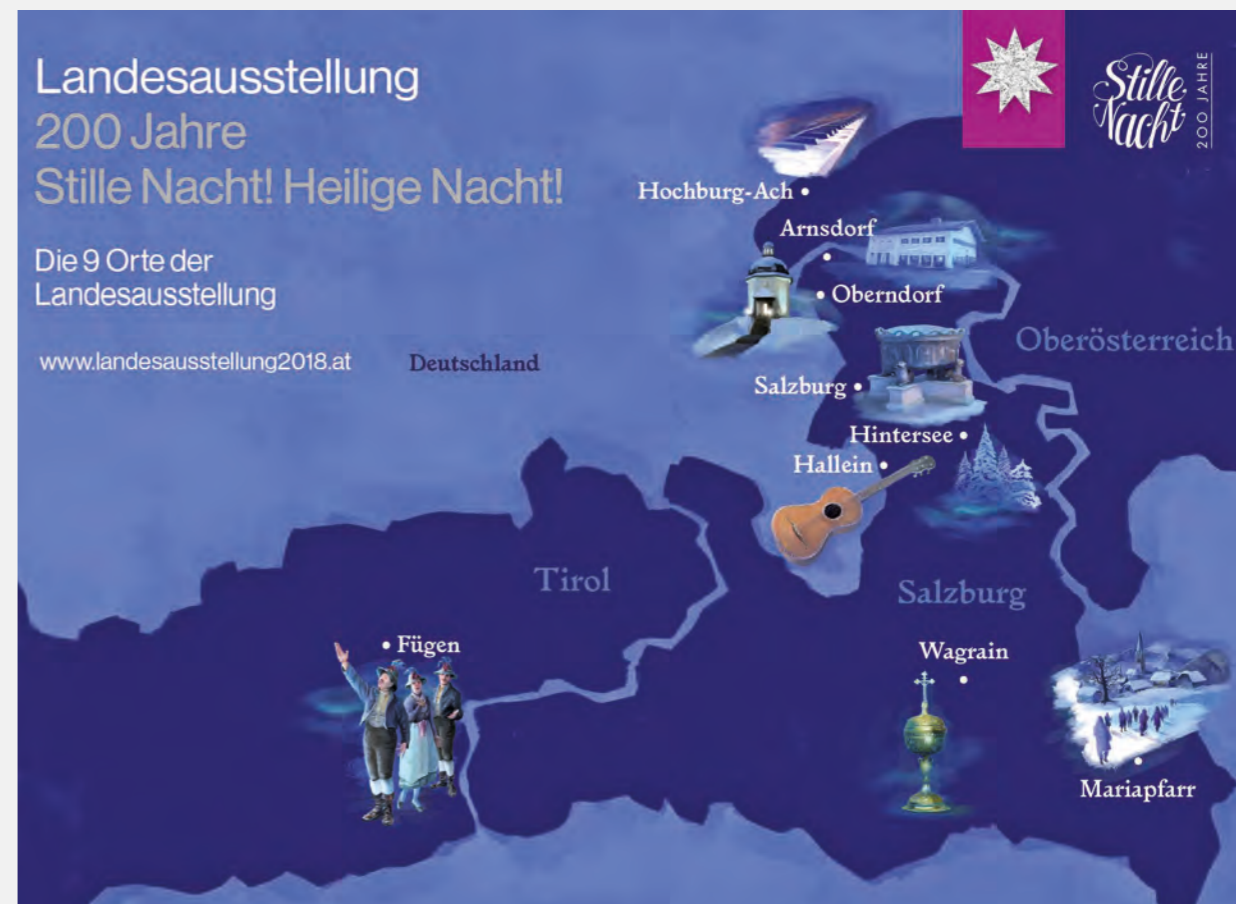 Landesausstellung
200 Jahre
Stille Nacht! Heilige Nacht!
Die 9 Orte der
Landesausstellung
www.landesausstellung2018.at
Deutschland
Stille
Nacht
200 JAHRE
Hochburg-Ach
Arnsdorf
Oberndorf
Oberösterreich
Salzburg
Hintersee
Hallein
Tirol
Salzburg
Fügen
Wagrain
Mariapfarr